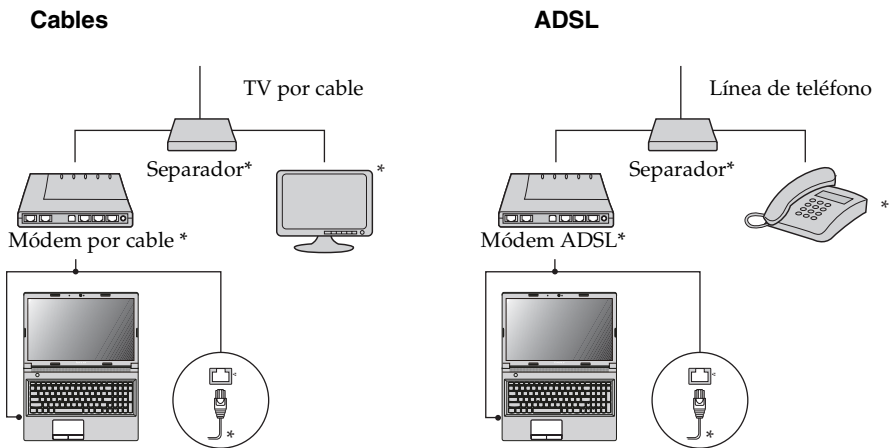 Cables
TV por cable
Separador*
*
Módem por cable *
*
ADSL
Línea de teléfono
Separador*
*
Módem ADSL*
*